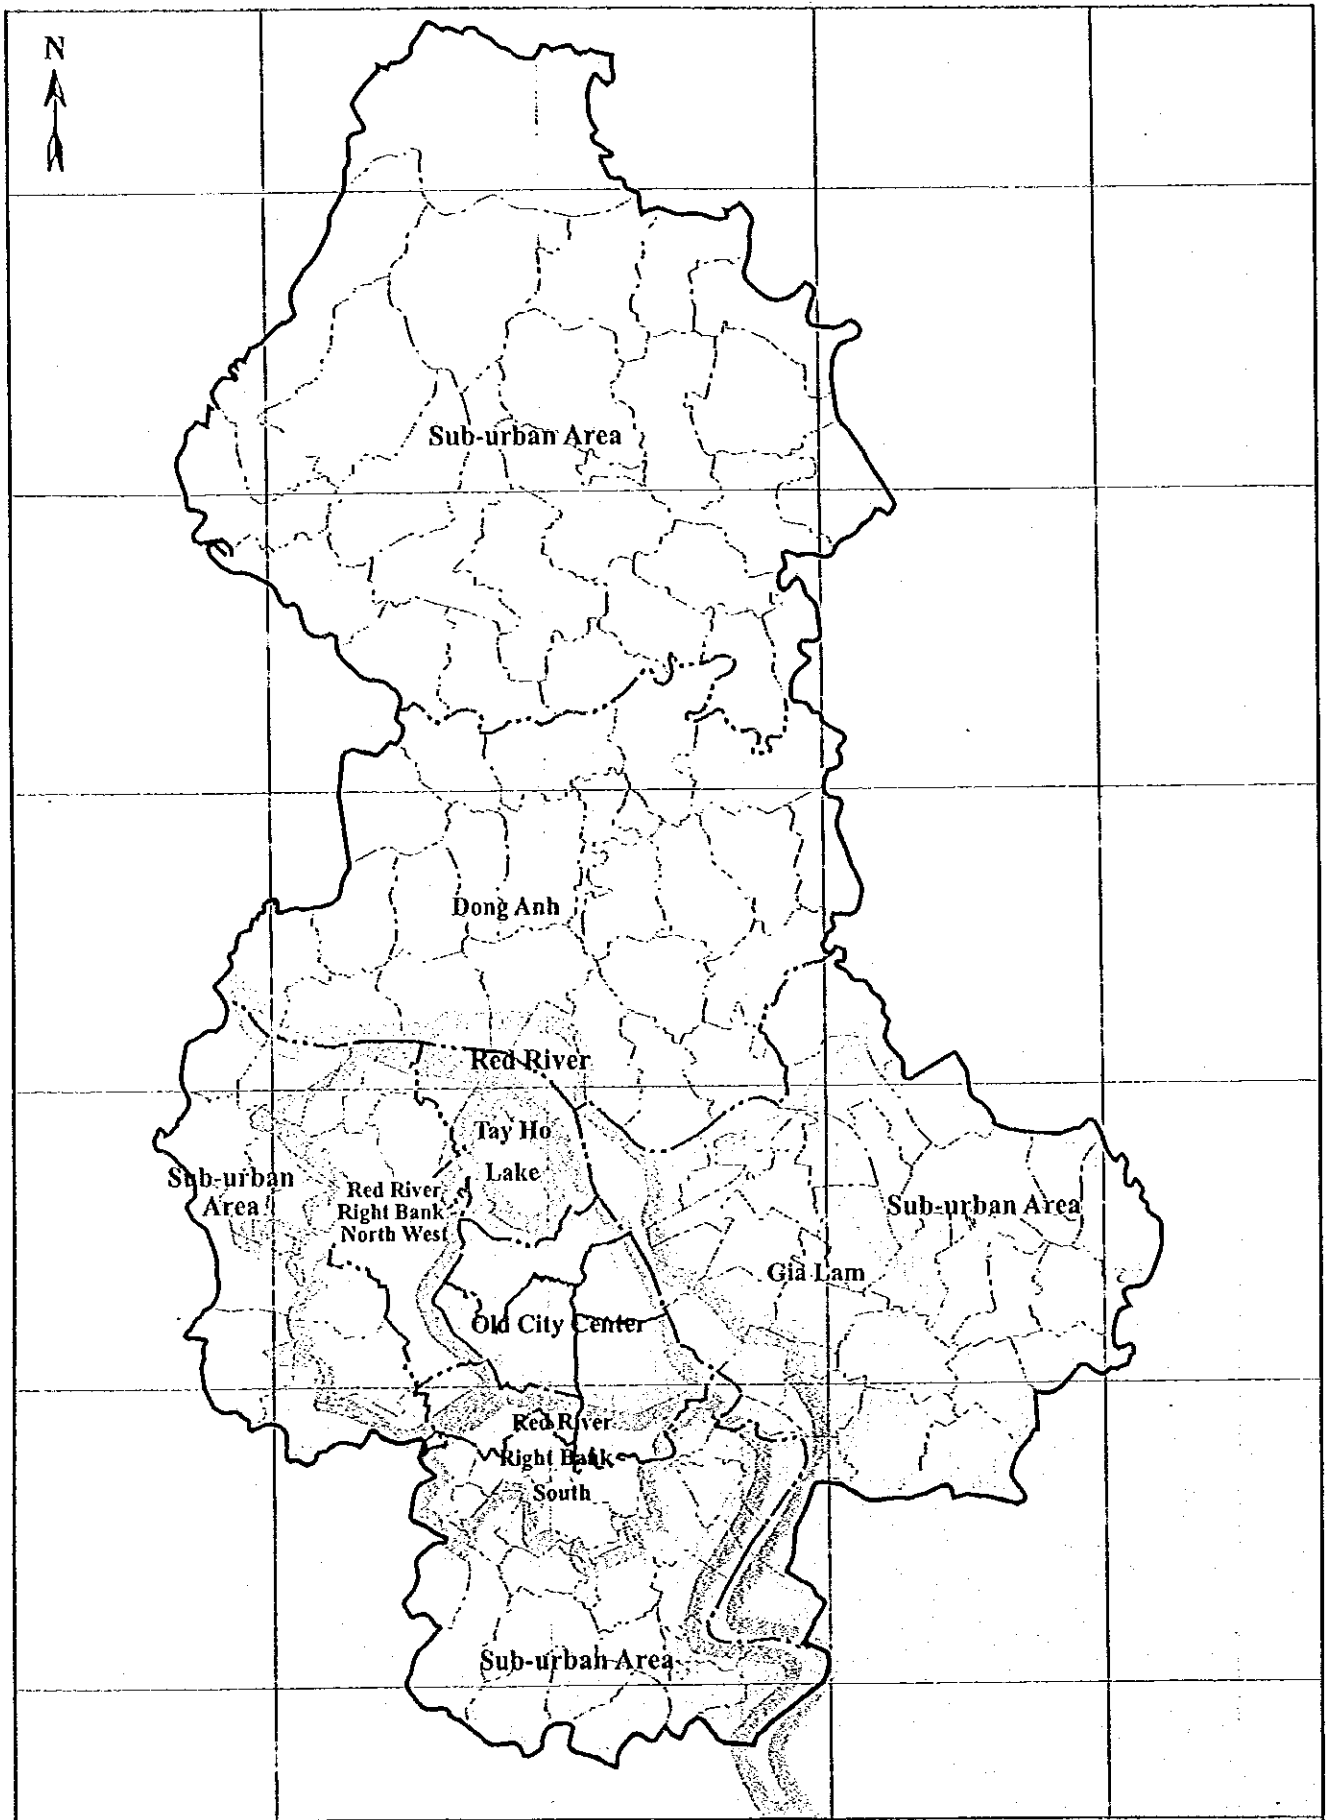 N
Sub-urban Area
Dong Anh
Red River
Tay Ho
Lake
Sub-urban
Area
Red River
Right Bank
North West
Sub-urban Area
Gia Lam
Old City Center
Red River
Right Bank
South
Sub-urban Area